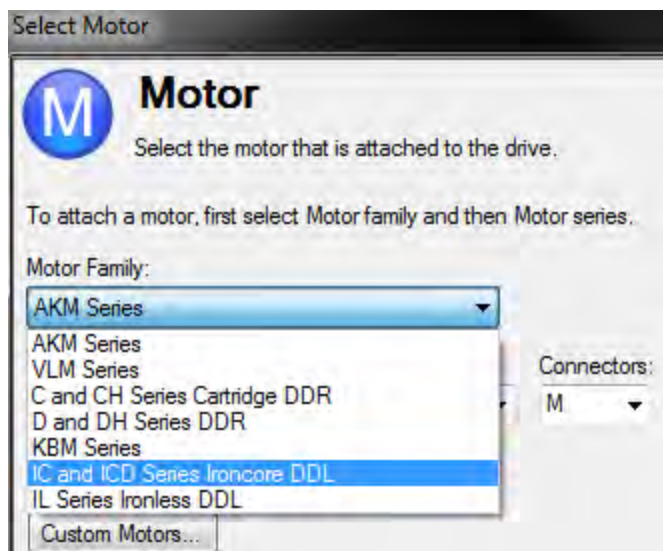 Select Motor
M
Motor
Select the motor that is attached to the drive.
To attach a motor, first select Motor family and then Motor series.
Motor Family:
AKM Series
AKM Series
VLM Series
C and CH Series Cartridge DDR
D and DH Series DDR
KBM Series
IC and ICD Series Ironcore DDL
IL Series Ironless DDL
Connectors:
M
Custom Motors...